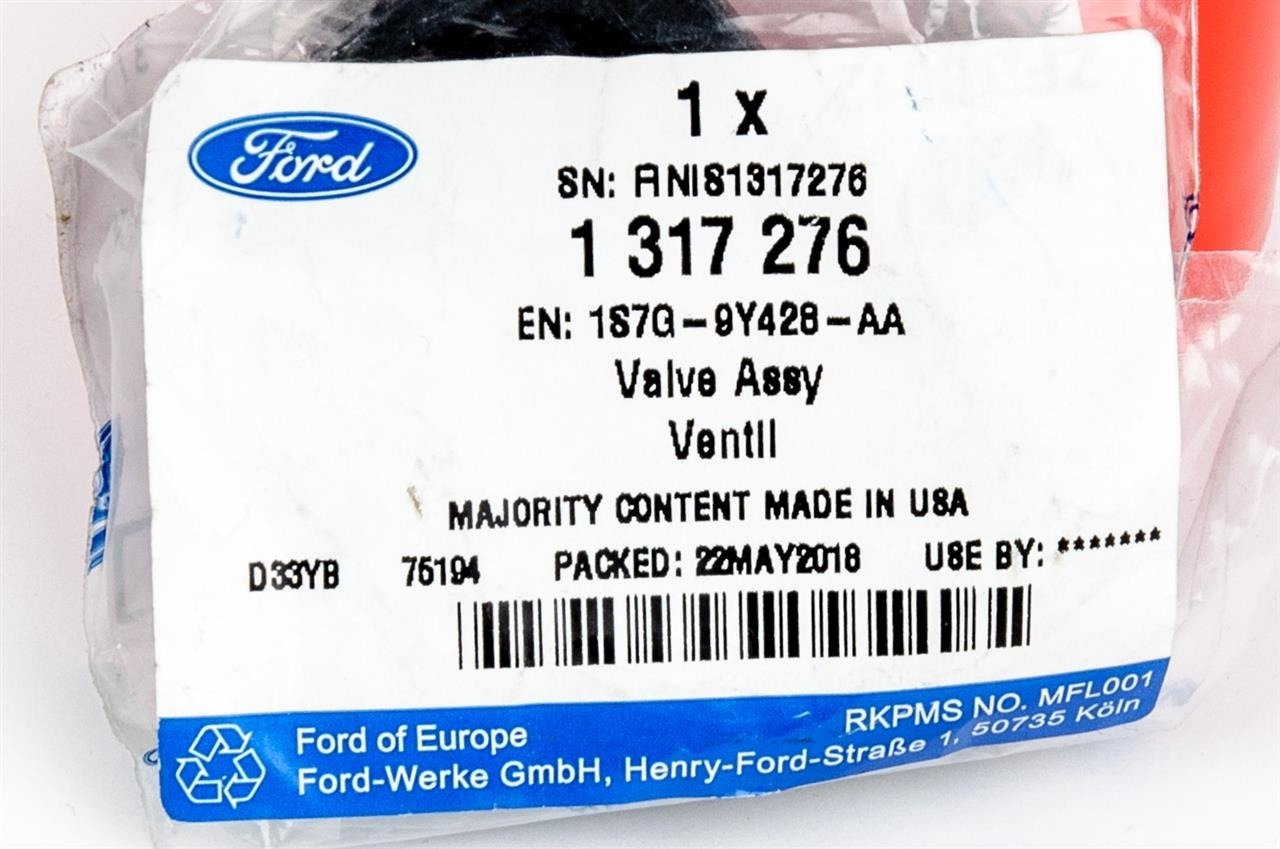 Ford
1 x
SN: ANIS1317276
1 317 276
EN: 1S7G-9Y428-AA
Valve Assy
Ventil
MAJORITY CONTENT MADE IN USA
D33YB 75194 PACKED: 22MAY2018 USE BY: *******
Ford of Europe
RKPMS NO. MFL001
Ford-Werke GmbH, Henry-Ford-Straße 1, 50735 Köln